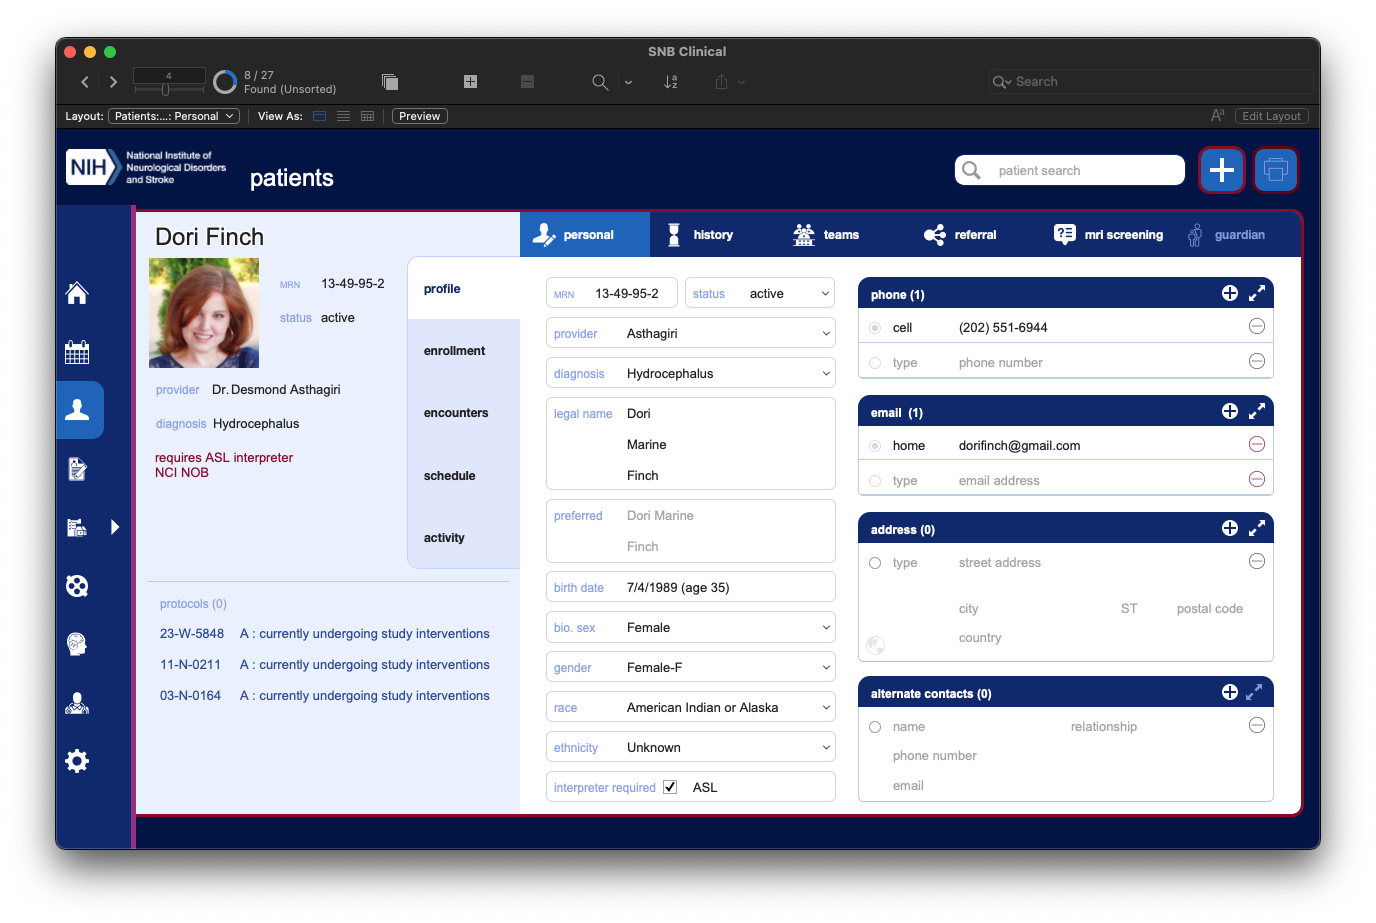 SNB Clinical
4
8 / 27
Found (Unsorted)
Search
Layout: Patients:...: Personal View As: Preview
Aa Edit Layout
NIH National Institute of
Neurological Disorders
and Stroke
patients
patient search
Dori Finch
personal history teams referral mri screening guardian
MRN 13-49-95-2
status active
provider Dr. Desmond Asthagiri
diagnosis Hydrocephalus
requires ASL interpreter
NCI NOB
protocols (0)
23-W-5848 A : currently undergoing study interventions
11-N-0211 A : currently undergoing study interventions
03-N-0164 A : currently undergoing study interventions
profile
enrollment
encounters
schedule
activity
MRN 13-49-95-2 status active
provider Asthagiri
diagnosis Hydrocephalus
legal name Dori
Marine
Finch
preferred Dori Marine
Finch
birth date 7/4/1989 (age 35)
bio. sex Female
gender Female-F
race American Indian or Alaska
ethnicity Unknown
interpreter required ASL
phone (1)
cell (202) 551-6944
type phone number
email (1)
home dorifinch@gmail.com
type email address
address (0)
type street address
city ST postal code
country
alternate contacts (0)
name relationship
phone number
email